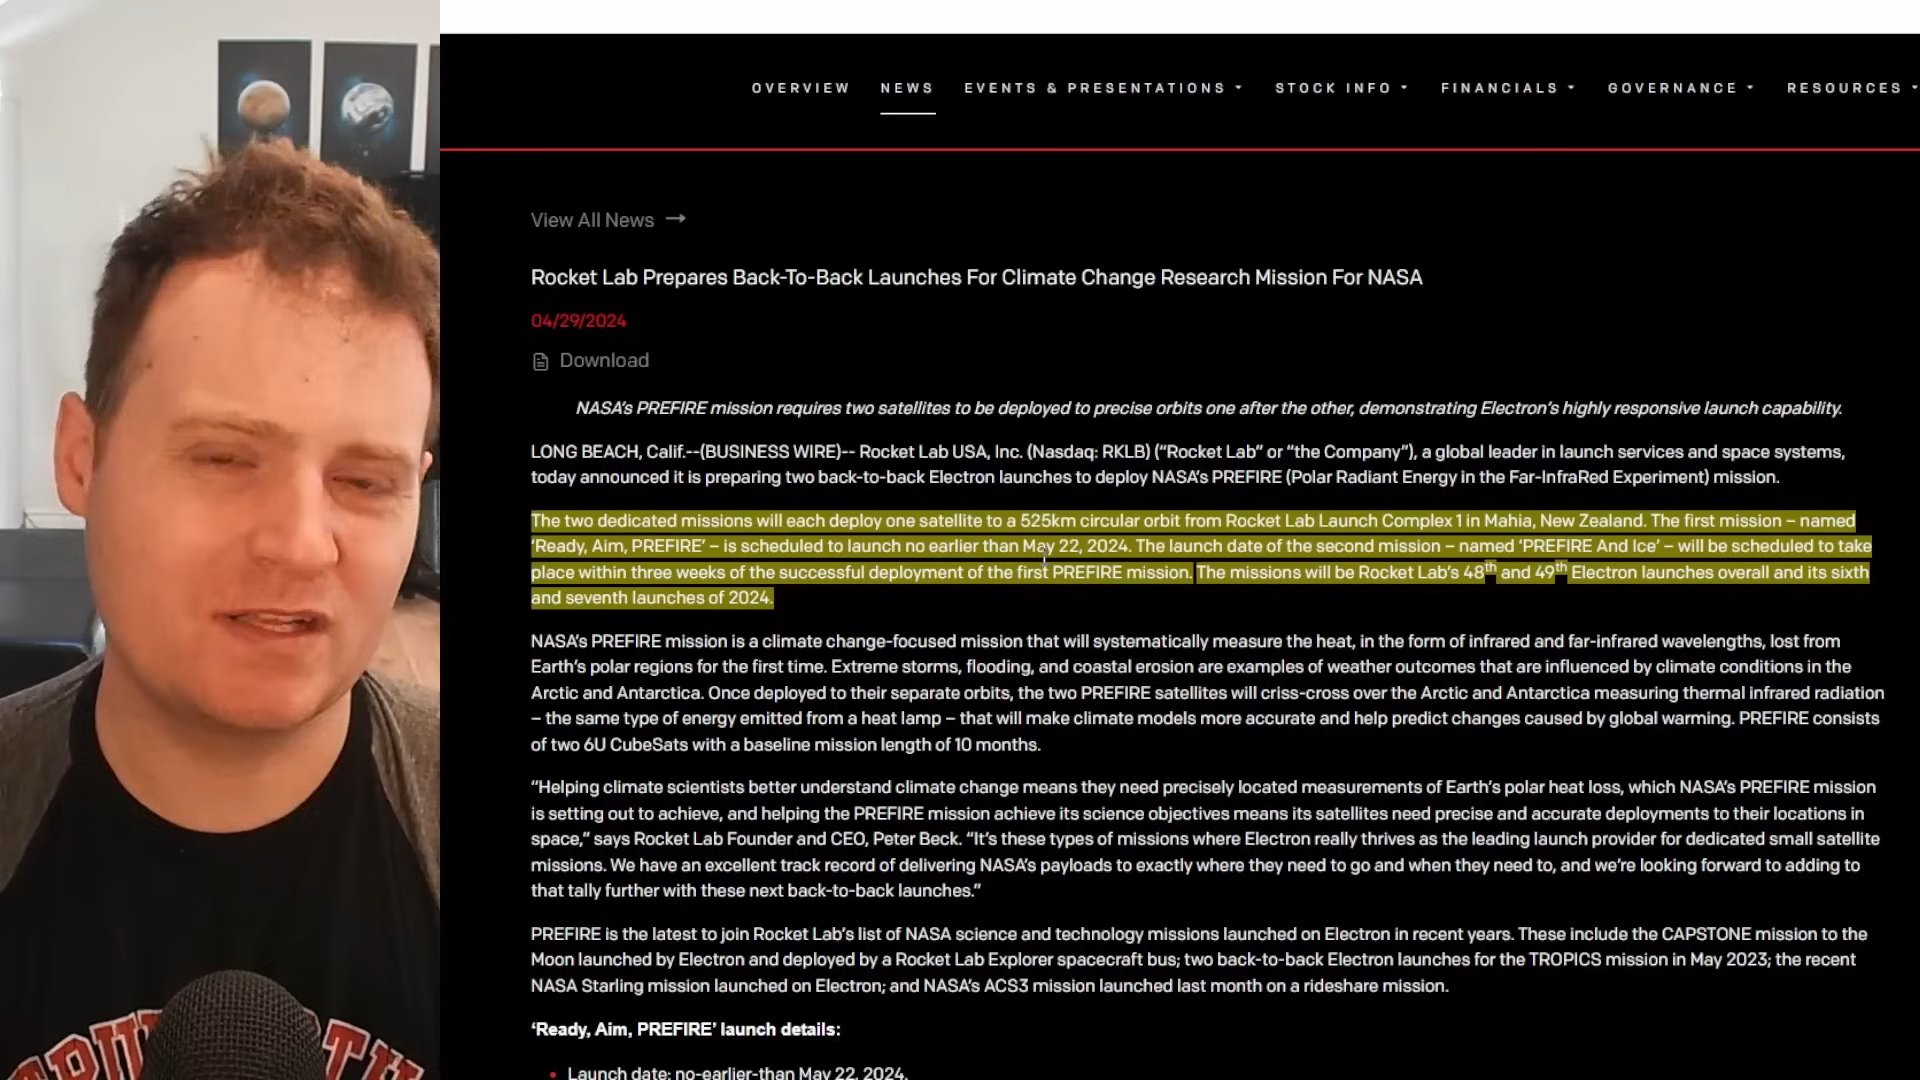 OVERVIEW NEWS EVENTS & PRESENTATIONS STOCK INFO FINANCIALS GOVERNANCE RESOURCES
View All News →
Rocket Lab Prepares Back-To-Back Launches For Climate Change Research Mission For NASA
04/29/2024
Download
NASA’s PREFIRE mission requires two satellites to be deployed to precise orbits one after the other, demonstrating Electron’s highly responsive launch capability.
LONG BEACH, Calif.--(BUSINESS WIRE)-- Rocket Lab USA, Inc. (Nasdaq: RKLB) (“Rocket Lab” or “the Company”), a global leader in launch services and space systems,
today announced it is preparing two back-to-back Electron launches to deploy NASA’s PREFIRE (Polar Radiant Energy in the Far-InfraRed Experiment) mission.
The two dedicated missions will each deploy one satellite to a 525km circular orbit from Rocket Lab Launch Complex 1 in Mahia, New Zealand. The first mission – named
‘Ready, Aim, PREFIRE’ – is scheduled to launch no earlier than May 22, 2024. The launch date of the second mission – named ‘PREFIRE And Ice’ – will be scheduled to take
place within three weeks of the successful deployment of the first PREFIRE mission. The missions will be Rocket Lab’s 48th and 49th Electron launches overall and its sixth
and seventh launches of 2024.
NASA’s PREFIRE mission is a climate change-focused mission that will systematically measure the heat, in the form of infrared and far-infrared wavelengths, lost from
Earth’s polar regions for the first time. Extreme storms, flooding, and coastal erosion are examples of weather outcomes that are influenced by climate conditions in the
Arctic and Antarctica. Once deployed to their separate orbits, the two PREFIRE satellites will criss-cross over the Arctic and Antarctica measuring thermal infrared radiation
– the same type of energy emitted from a heat lamp – that will make climate models more accurate and help predict changes caused by global warming. PREFIRE consists
of two 6U CubeSats with a baseline mission length of 10 months.
“Helping climate scientists better understand climate change means they need precisely located measurements of Earth’s polar heat loss, which NASA’s PREFIRE mission
is setting out to achieve, and helping the PREFIRE mission achieve its science objectives means its satellites need precise and accurate deployments to their locations in
space,” says Rocket Lab Founder and CEO, Peter Beck. “It’s these types of missions where Electron really thrives as the leading launch provider for dedicated small satellite
missions. We have an excellent track record of delivering NASA’s payloads to exactly where they need to go and when they need to, and we’re looking forward to adding to
that tally further with these next back-to-back launches.”
PREFIRE is the latest to join Rocket Lab’s list of NASA science and technology missions launched on Electron in recent years. These include the CAPSTONE mission to the
Moon launched by Electron and deployed by a Rocket Lab Explorer spacecraft bus; two back-to-back Electron launches for the TROPICS mission in May 2023; the recent
NASA Starling mission launched on Electron; and NASA’s ACS3 mission launched last month on a rideshare mission.
‘Ready, Aim, PREFIRE’ launch details:
• Launch date: no-earlier-than May 22, 2024.